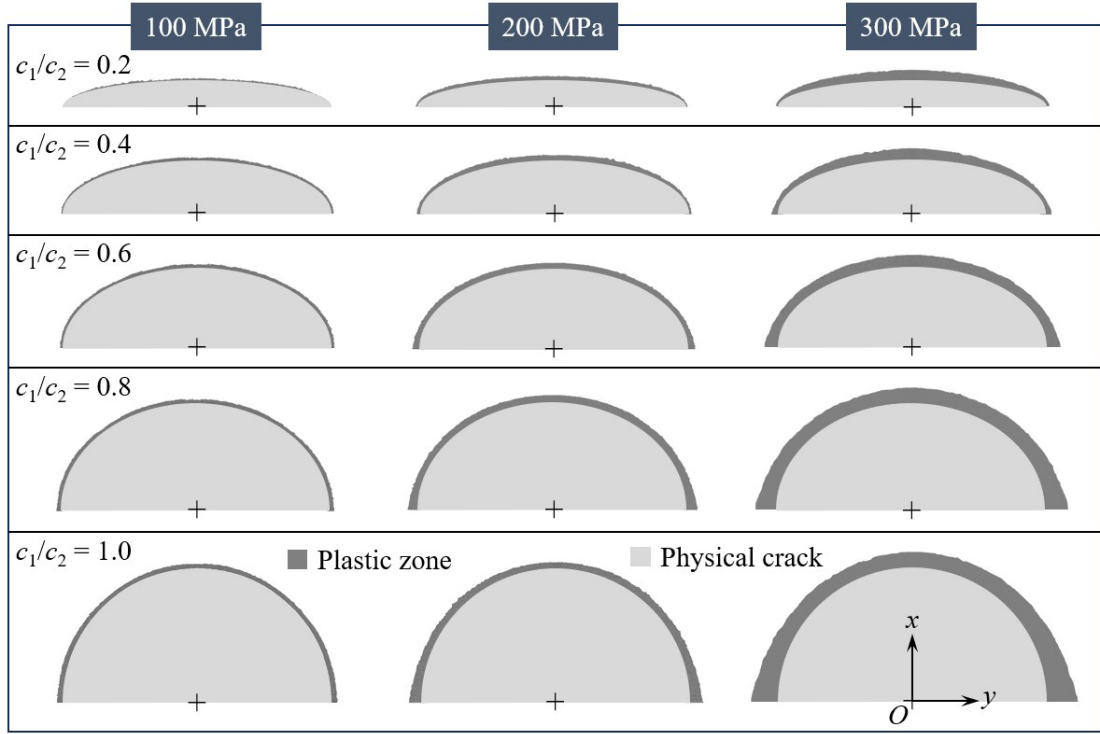 100 MPa 200 MPa 300 MPa
c₁/c₂ = 0.2
c₁/c₂ = 0.4
c₁/c₂ = 0.6
c₁/c₂ = 0.8
c₁/c₂ = 1.0
Plastic zone Physical crack
x
O y